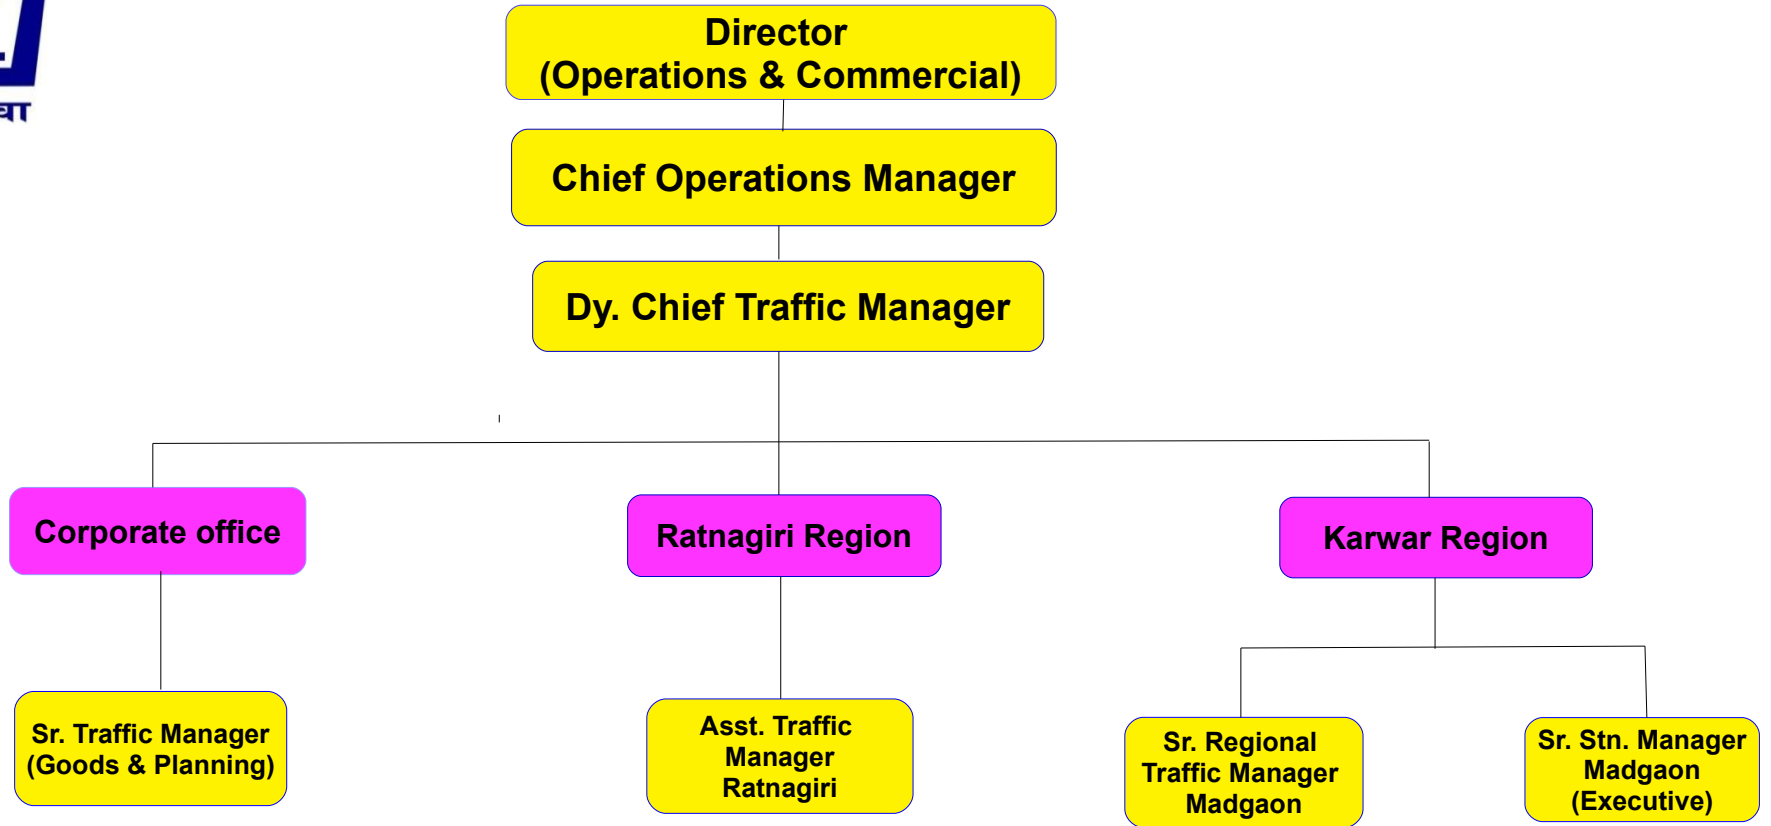 Director
(Operations & Commercial)
Chief Operations Manager
Dy. Chief Traffic Manager
Corporate office
Ratnagiri Region
Karwar Region
Sr. Traffic Manager
(Goods & Planning)
Asst. Traffic
Manager
Ratnagiri
Sr. Regional
Traffic Manager
Madgaon
Sr. Stn. Manager
Madgaon
(Executive)